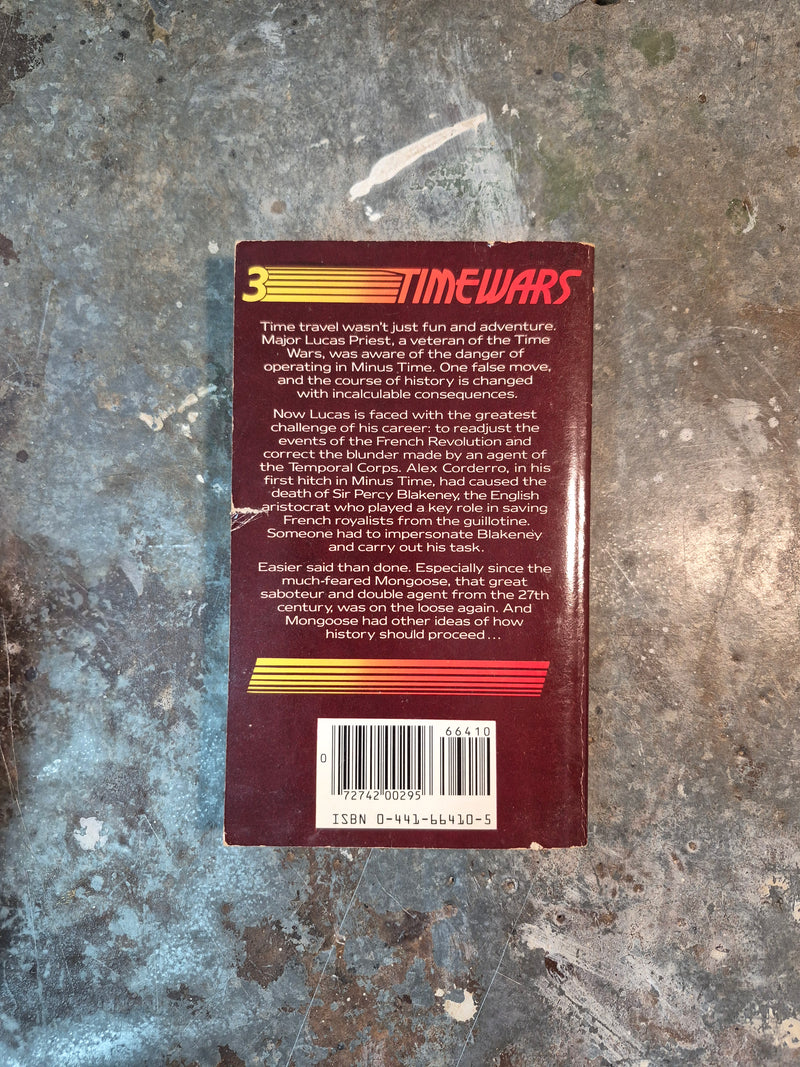 3 TIMEWARS
Time travel wasn't just fun and adventure.
Major Lucas Priest, a veteran of the Time
Wars, was aware of the danger of
operating in Minus Time. One false move,
and the course of history is changed
with incalculable consequences.
Now Lucas is faced with the greatest
challenge of his career: to readjust the
events of the French Revolution and
correct the blunder made by an agent of
the Temporal Corps. Alex Corderro, in his
first hitch in Minus Time, had caused the
death of Sir Percy Blakeney, the English
aristocrat who played a key role in saving
French royalists from the guillotine.
Someone had to impersonate Blakeney
and carry out his task.
Easier said than done. Especially since the
much-feared Mongoose, that great
saboteur and double agent from the 27th
century, was on the loose again. And
Mongoose had other ideas of how
history should proceed...
66410
0
72742 00295
ISBN 0-441-66410-5